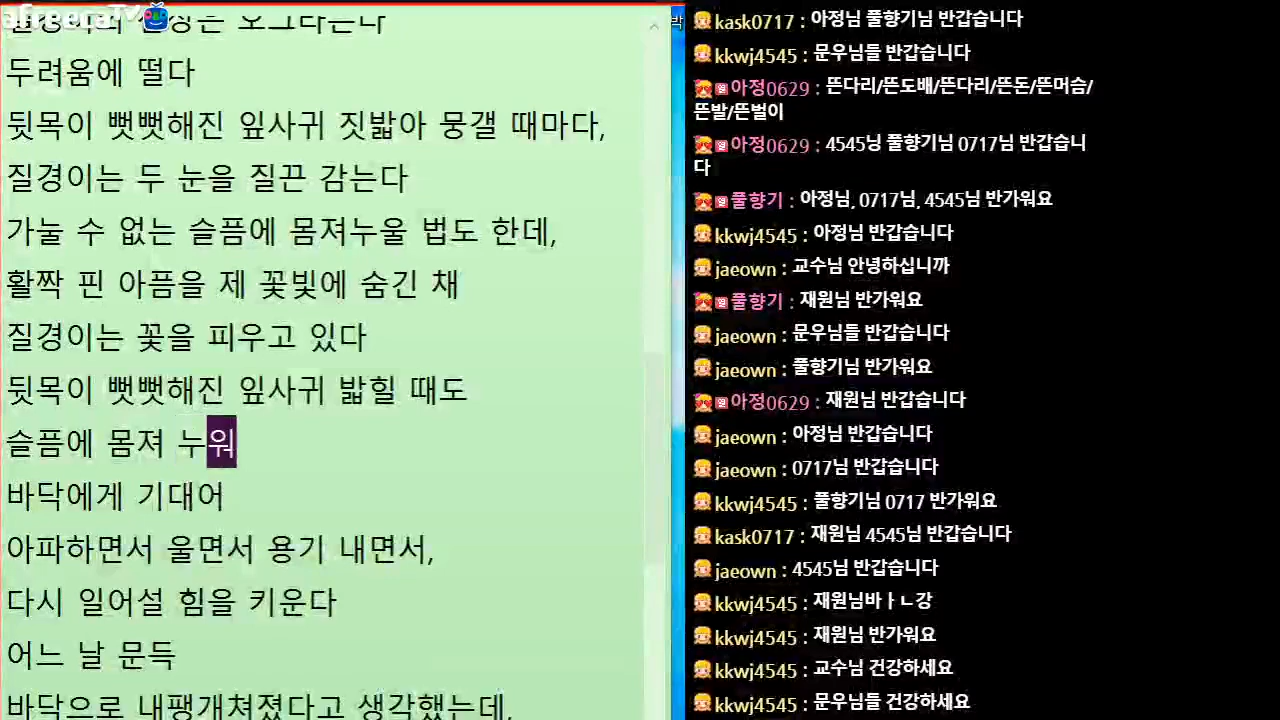 afreecaTV
두려움에 떨다
뒷목이 뻣뻣해진 잎사귀 짓밟아 뭉갤 때마다,
질경이는 두 눈을 질끈 감는다
가눌 수 없는 슬픔에 몸져누울 법도 한데,
활짝 핀 아픔을 제 꽃빛에 숨긴 채
질경이는 꽃을 피우고 있다
뒷목이 뻣뻣해진 잎사귀 밟힐 때도
슬픔에 몸져 누워
바닥에게 기대어
아파하면서 울면서 용기 내면서,
다시 일어설 힘을 키운다
어느 날 문득
바닥으로 내팽개쳐졌다고 생각했는데,
박
kask0717 : 아정님 풀향기님 반갑습니다
kkwj4545 : 문우님들 반갑습니다
아정0629 : 뜬다리/뜬도배/뜬다리/뜬돈/뜬머슴/
뜬발/뜬벌이
아정0629 : 4545닝 풀향기님 0717님 반갑습니
다
풀향기 : 아정님, 0717님, 4545님 반가워요
kkwj4545 : 아정님 반갑습니다
jaeown : 교수님 안녕하십니까
풀향기 : 재원님 반가워요
jaeown : 문우님들 반갑습니다
jaeown : 풀향기님 반가워요
아정0629 : 재원님 반갑습니다
jaeown : 아정님 반갑습니다
jaeown : 0717님 반갑습니다
kkwj4545 : 풀향기님 0717 반가워요
kask0717 : 재원님 4545님 반갑습니다
jaeown : 4545님 반갑습니다
kkwj4545 : 재원님바ㅏㄴ강
kkwj4545 : 재원님 반가워요
kkwj4545 : 교수님 건강하세요
kkwj4545 : 문우님들 건강하세요